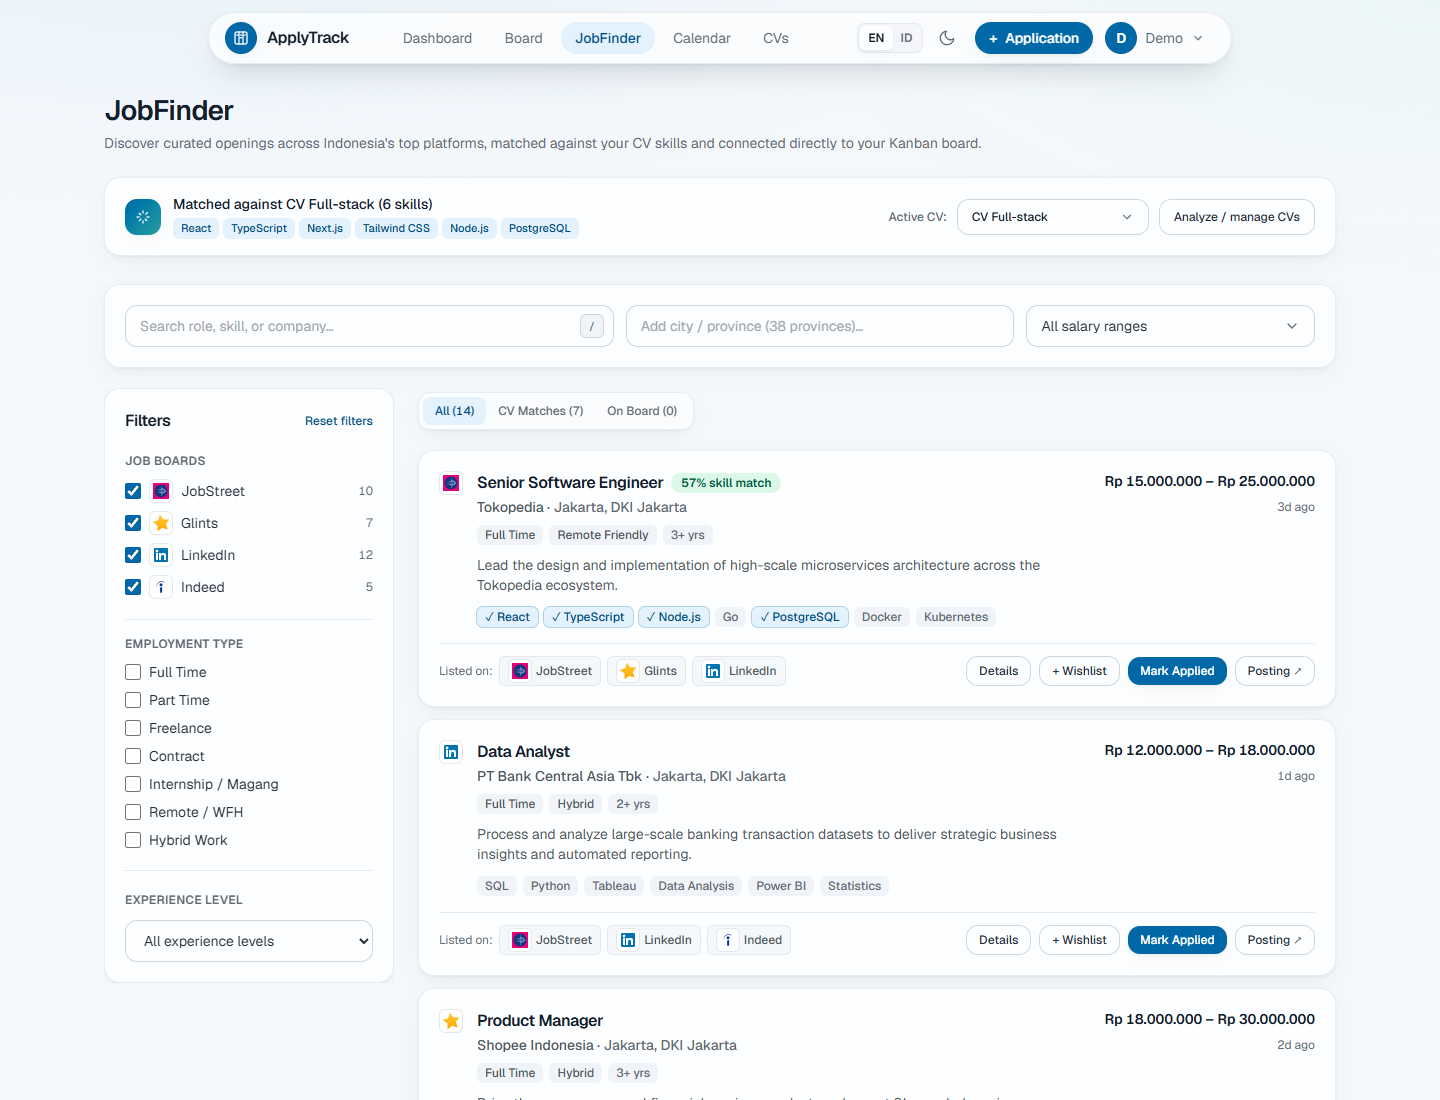 ApplyTrack
Dashboard
Board
JobFinder
Calendar
CVs
EN
ID
+ Application
D
Demo
JobFinder
Discover curated openings across Indonesia's top platforms, matched against your CV skills and connected directly to your Kanban board.
Matched against CV Full-stack (6 skills)
React
TypeScript
Next.js
Tailwind CSS
Node.js
PostgreSQL
Active CV:
CV Full-stack
Analyze / manage CVs
Search role, skill, or company...
/
Add city / province (38 provinces)...
All salary ranges
Filters
Reset filters
JOB BOARDS
JobStreet 10
Glints 7
LinkedIn 12
Indeed 5
EMPLOYMENT TYPE
Full Time
Part Time
Freelance
Contract
Internship / Magang
Remote / WFH
Hybrid Work
EXPERIENCE LEVEL
All experience levels
All (14)
CV Matches (7)
On Board (0)
Senior Software Engineer
57% skill match
Rp 15.000.000 – Rp 25.000.000
Tokopedia · Jakarta, DKI Jakarta
3d ago
Full Time
Remote Friendly
3+ yrs
Lead the design and implementation of high-scale microservices architecture across the
Tokopedia ecosystem.
✓ React
✓ TypeScript
✓ Node.js
Go
✓ PostgreSQL
Docker
Kubernetes
Listed on:
JobStreet
Glints
LinkedIn
Details
+ Wishlist
Mark Applied
Posting ↗
Data Analyst
Rp 12.000.000 – Rp 18.000.000
PT Bank Central Asia Tbk · Jakarta, DKI Jakarta
1d ago
Full Time
Hybrid
2+ yrs
Process and analyze large-scale banking transaction datasets to deliver strategic business
insights and automated reporting.
SQL
Python
Tableau
Data Analysis
Power BI
Statistics
Listed on:
JobStreet
LinkedIn
Indeed
Details
+ Wishlist
Mark Applied
Posting ↗
Product Manager
Rp 18.000.000 – Rp 30.000.000
Shopee Indonesia · Jakarta, DKI Jakarta
2d ago
Full Time
Hybrid
3+ yrs